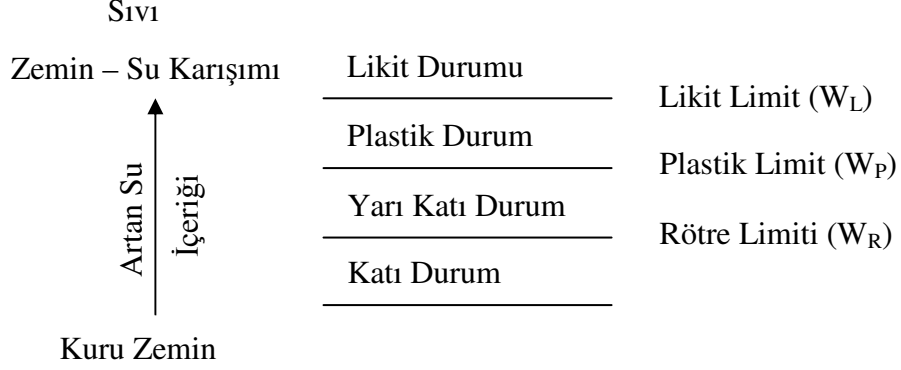 Sıvı
Zemin – Su Karışımı
Likit Durumu
Likit Limit (WL)
Plastik Durum
Plastik Limit (WP)
Artan Su
İçeriği
Yarı Katı Durum
Rötre Limiti (WR)
Katı Durum
Kuru Zemin